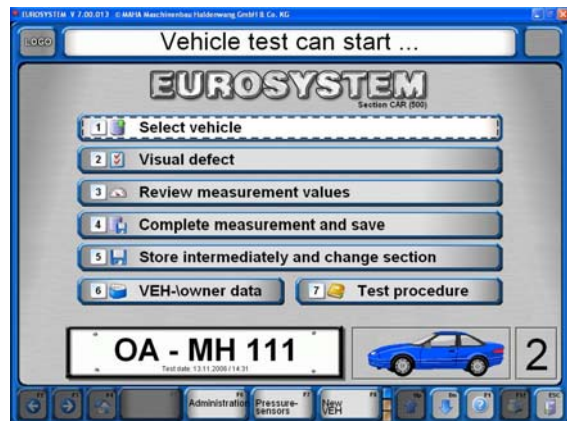 EUROSYSTEM V 7.00.013 © MAHA Maschinenbau Haldenwang GmbH & Co. KG
LOGO
Vehicle test can start ...
EUROSYSTEM
Section CAR (500)
1 Select vehicle
2 Visual defect
3 Review measurement values
4 Complete measurement and save
5 Store intermediately and change section
6 VEH-\owner data
7 Test procedure
OA - MH 111
Test date: 13.11.2008 / 14:31
2
Administration
Pressure-
sensors
New
VEH
F1
ESC